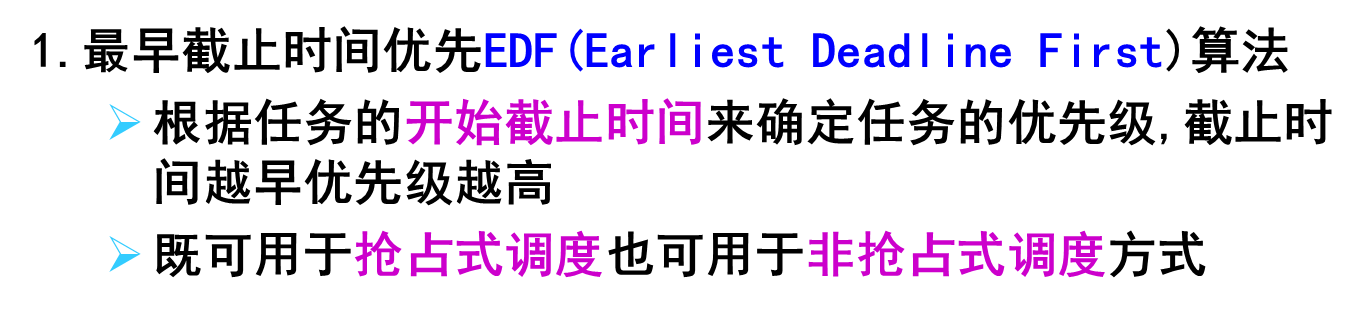 1.最早截止时间优先EDF(Earliest Deadline First)算法
➢根据任务的开始截止时间来确定任务的优先级,截止时
间越早优先级越高
➢既可用于抢占式调度也可用于非抢占式调度方式